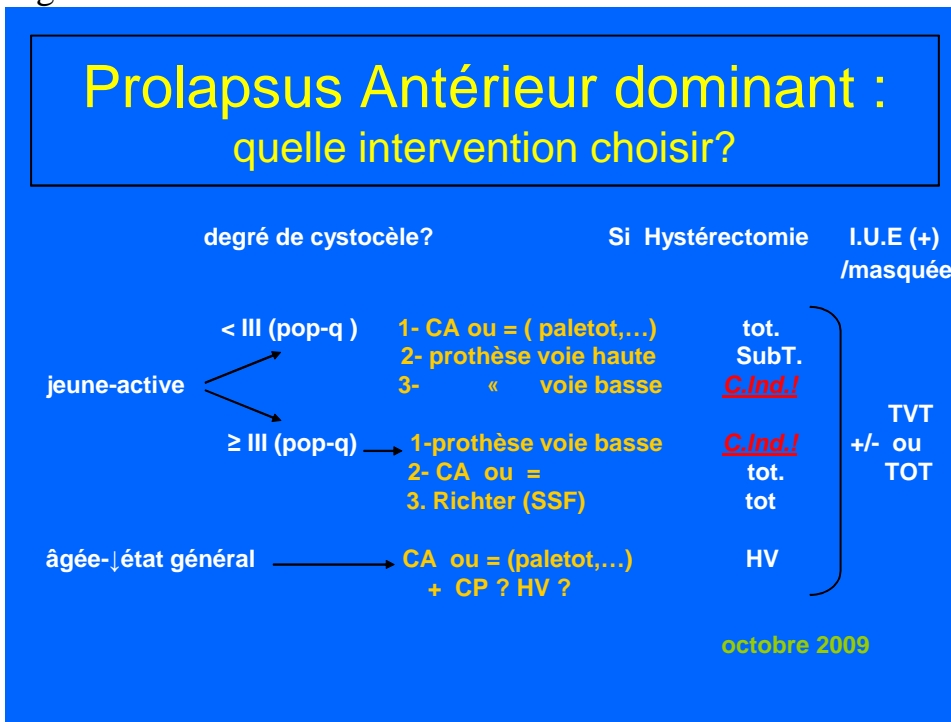 Prolapsus Antérieur dominant :
quelle intervention choisir?
degré de cystocèle? Si Hystérectomie I.U.E (+)
/masquée
< III (pop-q ) 1- CA ou = ( paletot,…) tot.
2- prothèse voie haute SubT.
jeune-active 3- « voie basse C.Ind.!
TVT
≥ III (pop-q) 1-prothèse voie basse C.Ind.! +/- ou
2- CA ou = tot. TOT
3. Richter (SSF) tot
âgée-↓état général CA ou = (paletot,…) HV
+ CP ? HV ?
octobre 2009